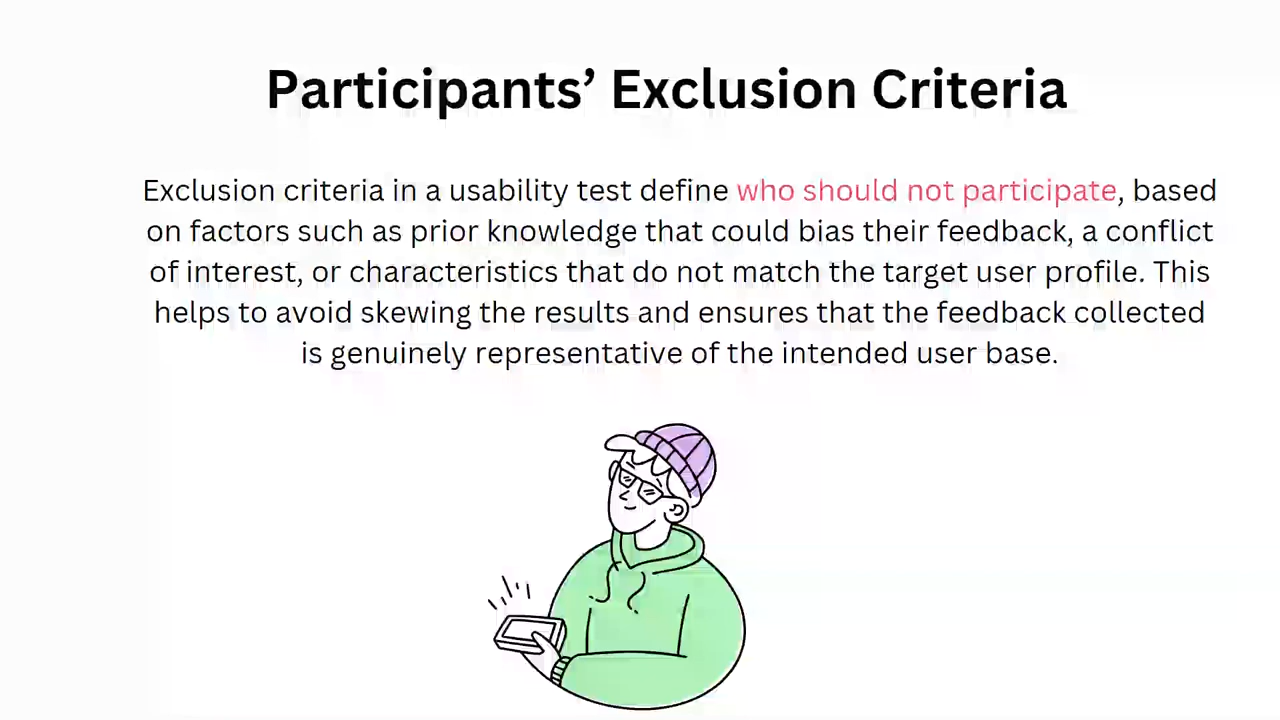 Participants’ Exclusion Criteria
Exclusion criteria in a usability test define who should not participate, based
on factors such as prior knowledge that could bias their feedback, a conflict
of interest, or characteristics that do not match the target user profile. This
helps to avoid skewing the results and ensures that the feedback collected
is genuinely representative of the intended user base.